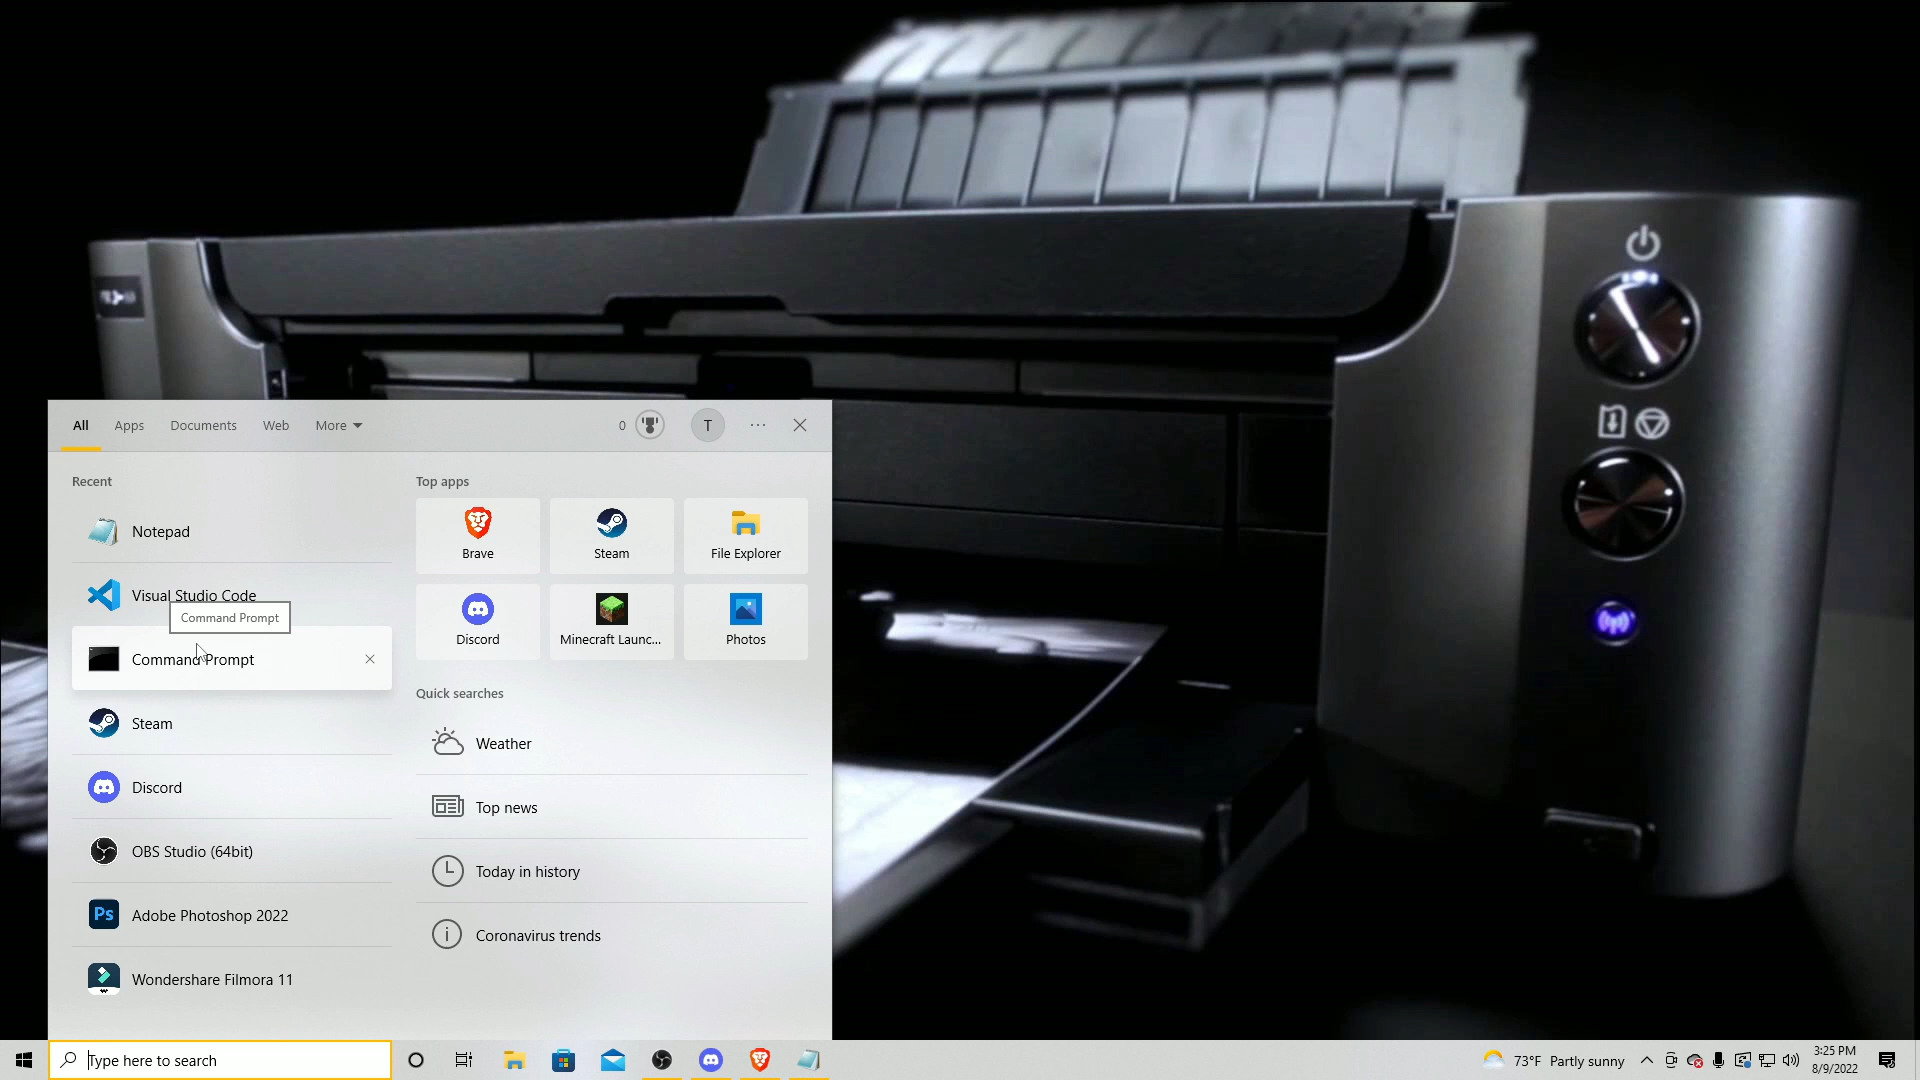 All
Apps
Documents
Web
More
0
T
Recent
Notepad
Visual Studio Code
Command Prompt
Command Prompt
Steam
Discord
OBS Studio (64bit)
Ps
Adobe Photoshop 2022
Wondershare Filmora 11
Top apps
Brave
Steam
File Explorer
Discord
Minecraft Launc...
Photos
Quick searches
Weather
Top news
Today in history
Coronavirus trends
Type here to search
73°F Partly sunny
3:25 PM
8/9/2022